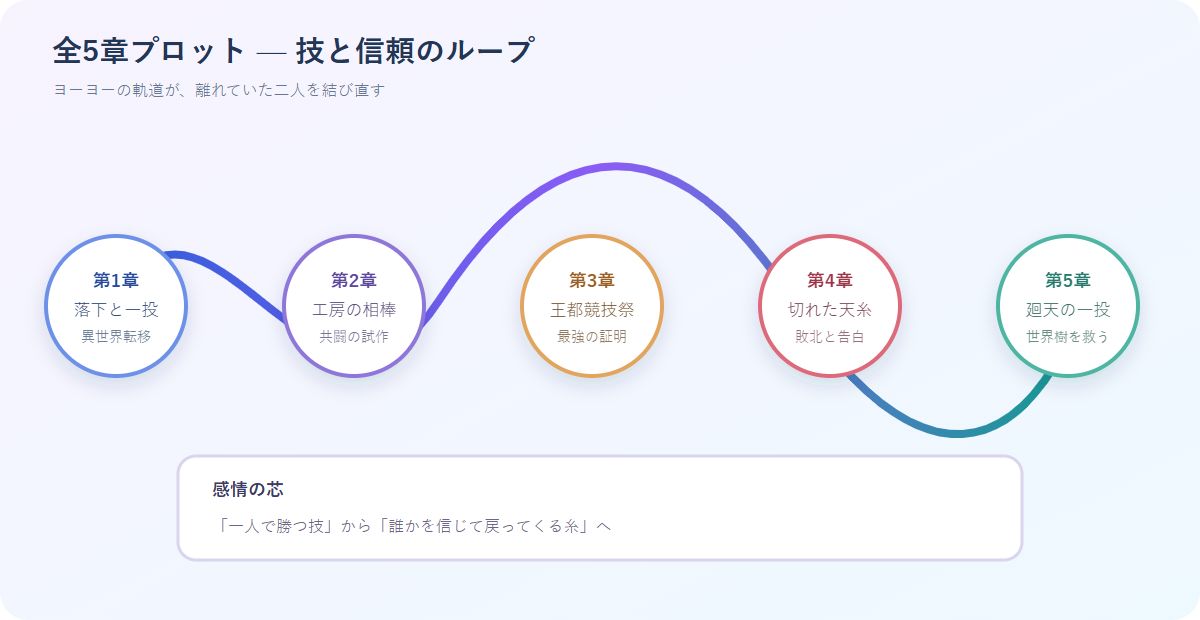 全5章プロット — 技と信頼のループ
ヨーヨーの軌道が、離れていた二人を結び直す
第1章
落下と一投
異世界転移
第2章
工房の相棒
共闘の試作
第3章
王都競技祭
最強の証明
第4章
切れた天糸
敗北と告白
第5章
廻天の一投
世界樹を救う
感情の芯
「一人で勝つ技」から「誰かを信じて戻ってくる糸」へ